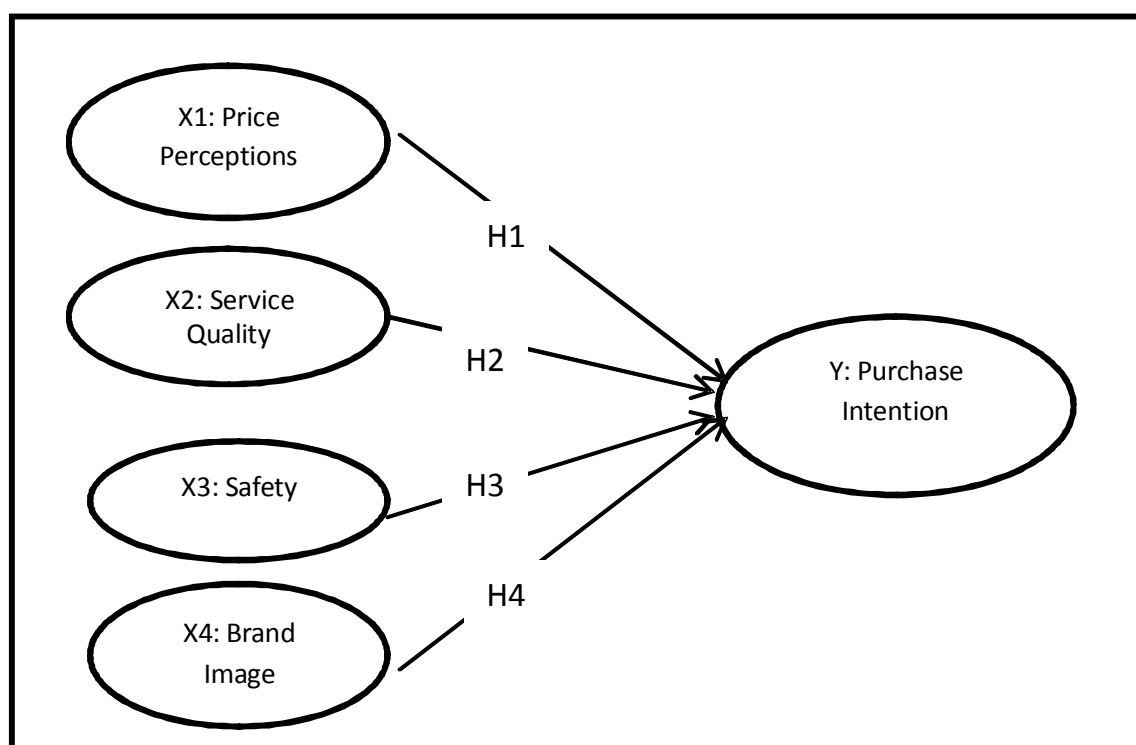 X1: Price
Perceptions
H1
X2: Service
Quality
H2
Y: Purchase
Intention
X3: Safety
H3
X4: Brand
Image
H4